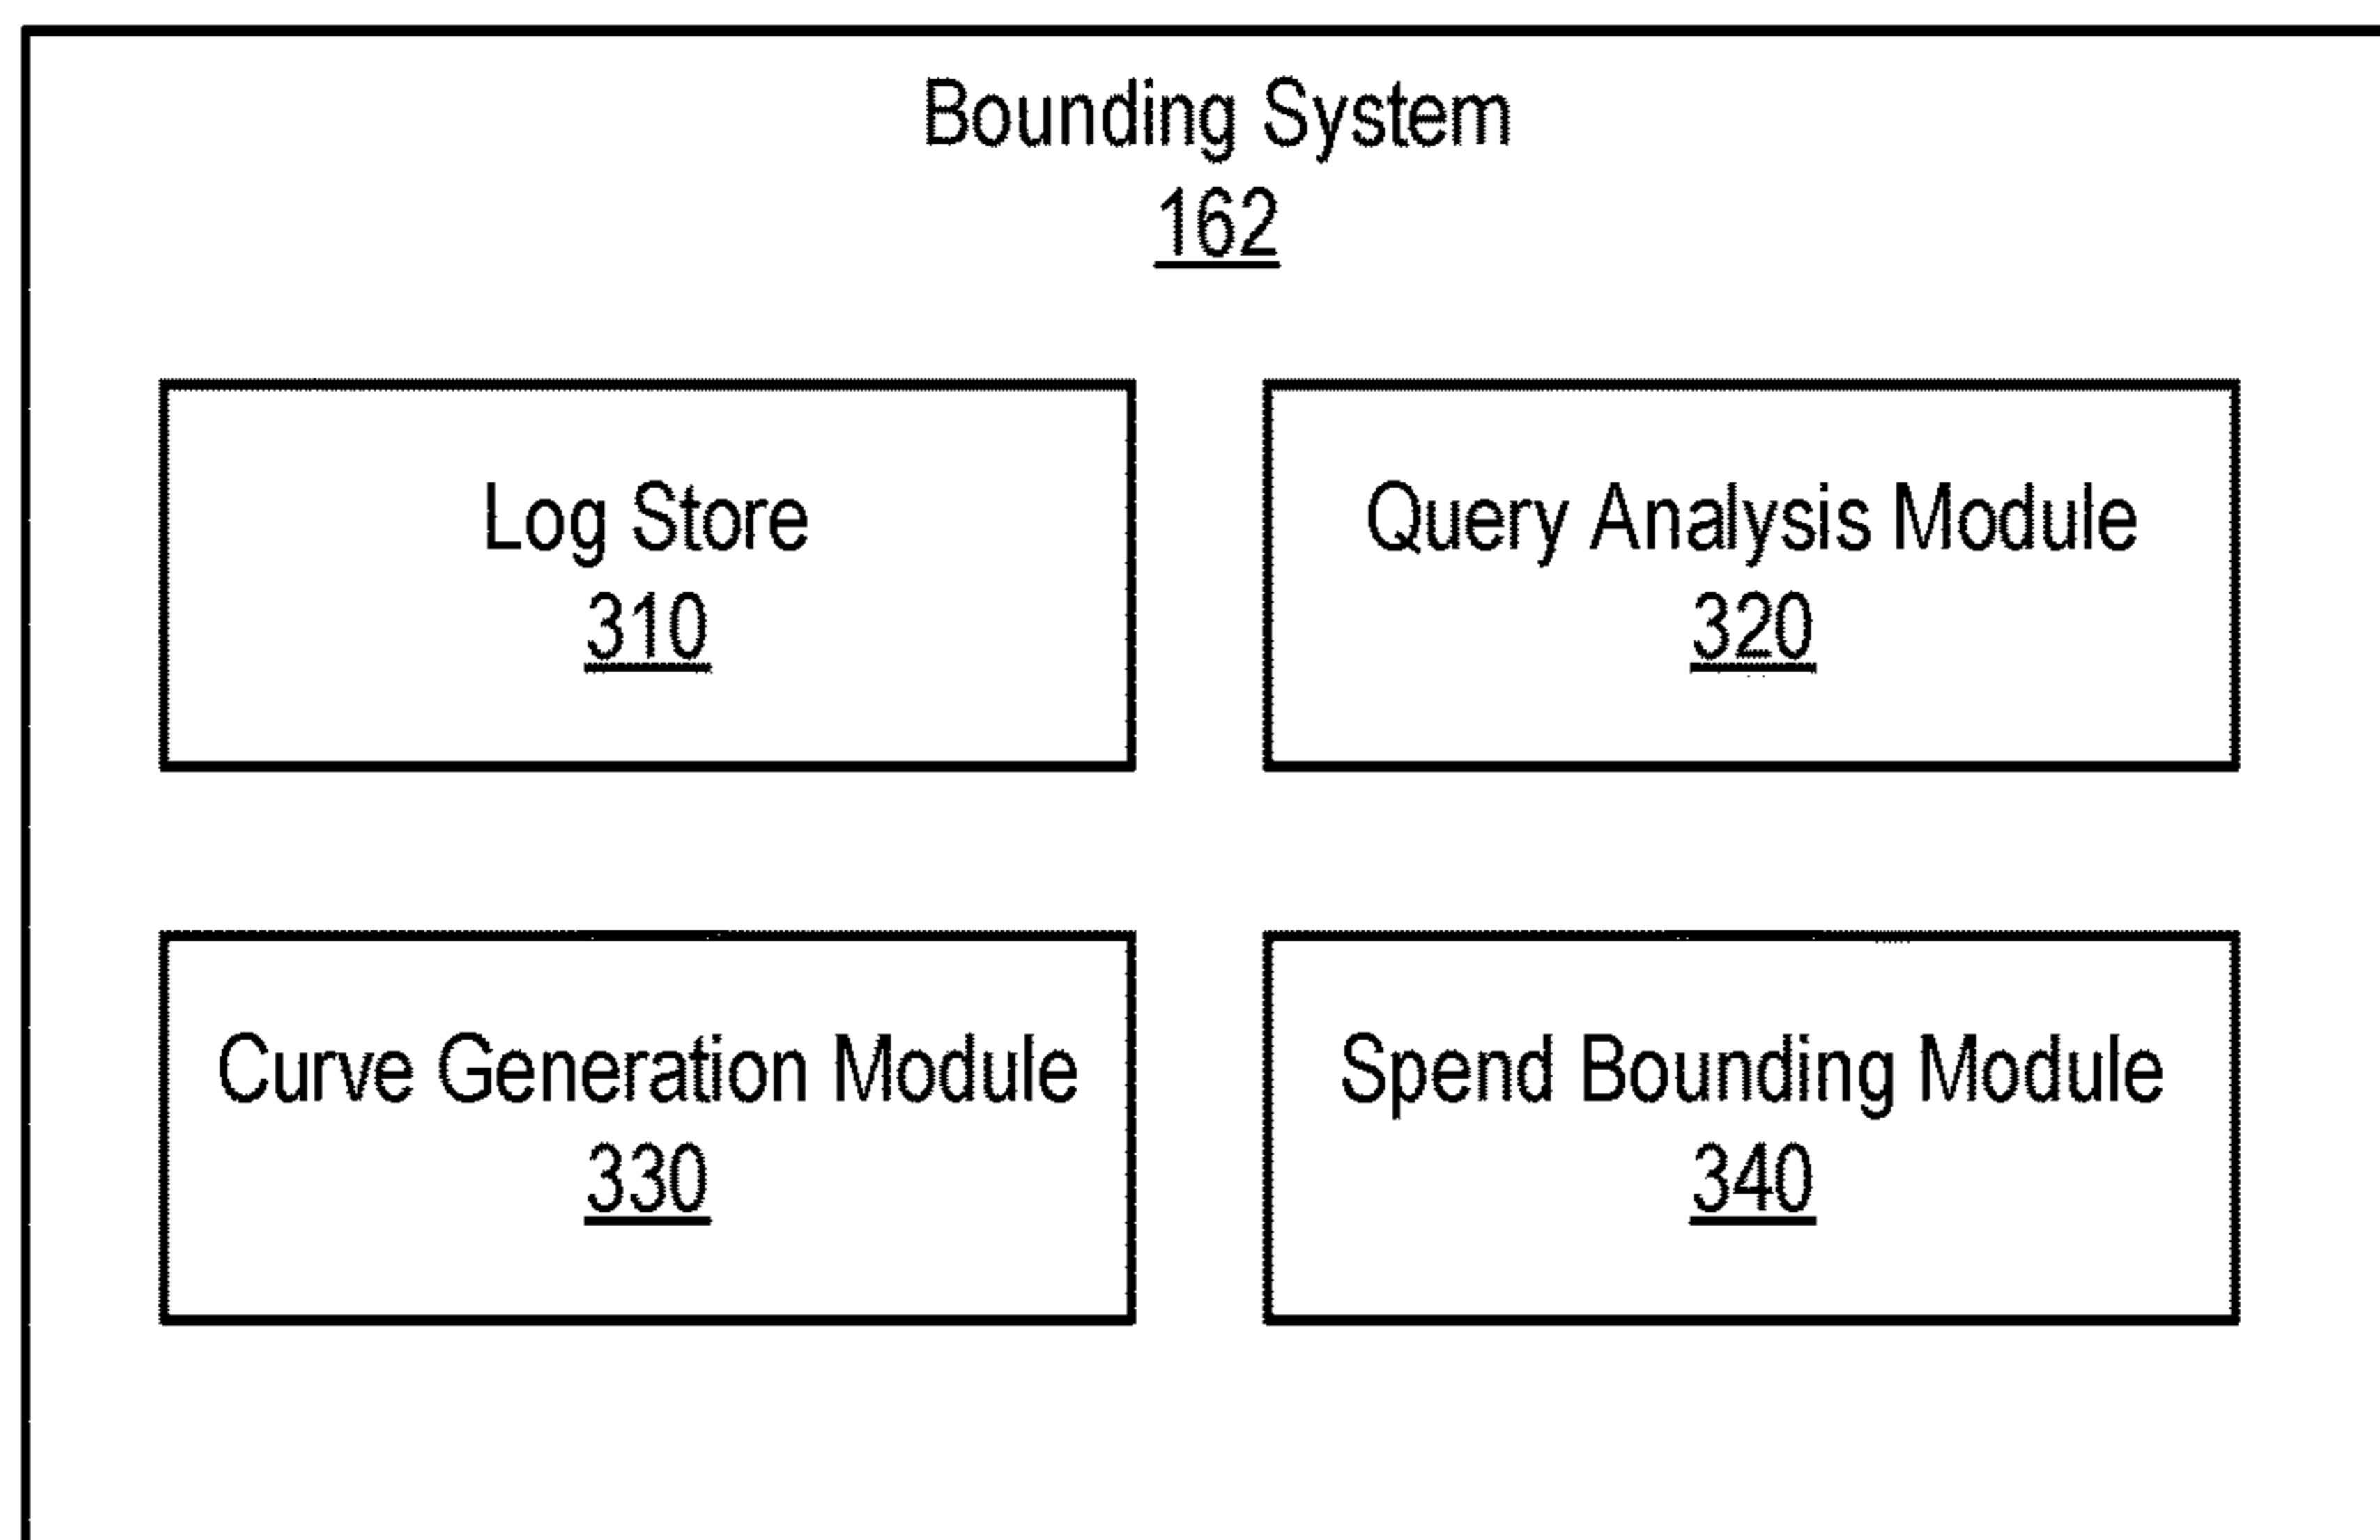 Bounding System
162
Log Store
310
Query Analysis Module
320
Curve Generation Module
330
Spend Bounding Module
340